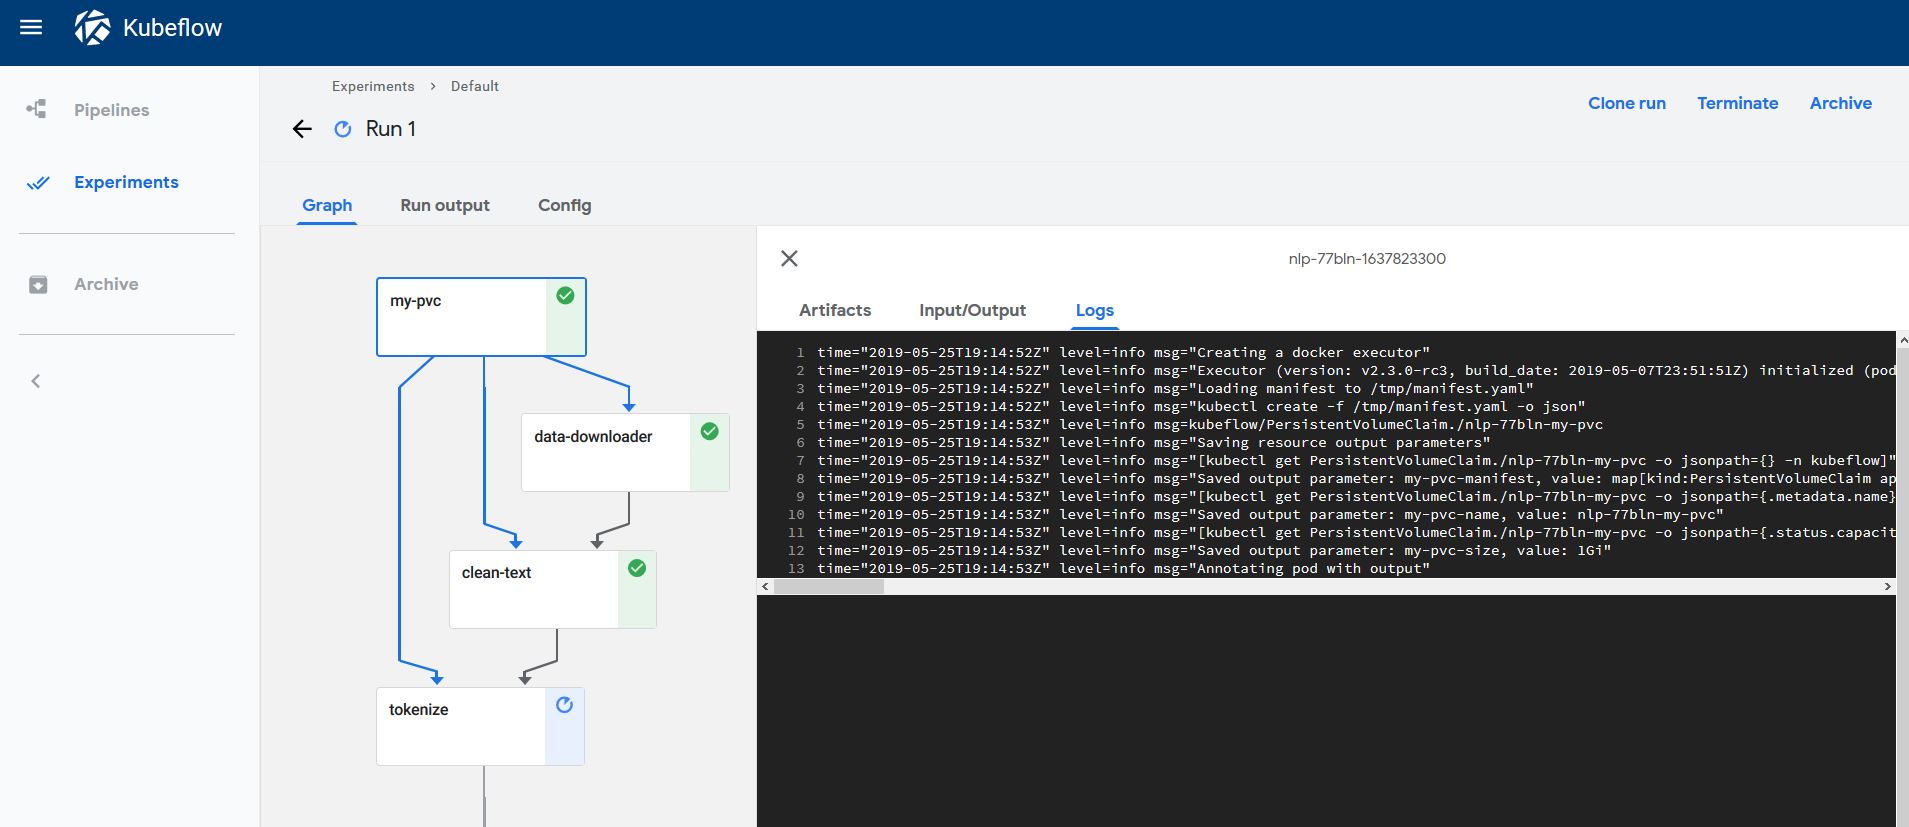 Kubeflow
Pipelines
Experiments
Archive
Experiments > Default
Run 1
Clone run Terminate Archive
Graph Run output Config
my-pvc
data-downloader
clean-text
tokenize
nlp-77bln-1637823300
Artifacts Input/Output Logs
1 time="2019-05-25T19:14:52Z" level=info msg="Creating a docker executor"
2 time="2019-05-25T19:14:52Z" level=info msg="Executor (version: v2.3.0-rc3, build_date: 2019-05-07T23:51:51Z) initialized (pod
3 time="2019-05-25T19:14:52Z" level=info msg="Loading manifest to /tmp/manifest.yaml"
4 time="2019-05-25T19:14:52Z" level=info msg="kubectl create -f /tmp/manifest.yaml -o json"
5 time="2019-05-25T19:14:53Z" level=info msg=kubeflow/PersistentVolumeClaim./nlp-77bln-my-pvc
6 time="2019-05-25T19:14:53Z" level=info msg="Saving resource output parameters"
7 time="2019-05-25T19:14:53Z" level=info msg="[kubectl get PersistentVolumeClaim./nlp-77bln-my-pvc -o jsonpath={} -n kubeflow]"
8 time="2019-05-25T19:14:53Z" level=info msg="Saved output parameter: my-pvc-manifest, value: map[kind:PersistentVolumeClaim ap
9 time="2019-05-25T19:14:53Z" level=info msg="[kubectl get PersistentVolumeClaim./nlp-77bln-my-pvc -o jsonpath={.metadata.name}
10 time="2019-05-25T19:14:53Z" level=info msg="Saved output parameter: my-pvc-name, value: nlp-77bln-my-pvc"
11 time="2019-05-25T19:14:53Z" level=info msg="[kubectl get PersistentVolumeClaim./nlp-77bln-my-pvc -o jsonpath={.status.capacit
12 time="2019-05-25T19:14:53Z" level=info msg="Saved output parameter: my-pvc-size, value: 1Gi"
13 time="2019-05-25T19:14:53Z" level=info msg="Annotating pod with output"